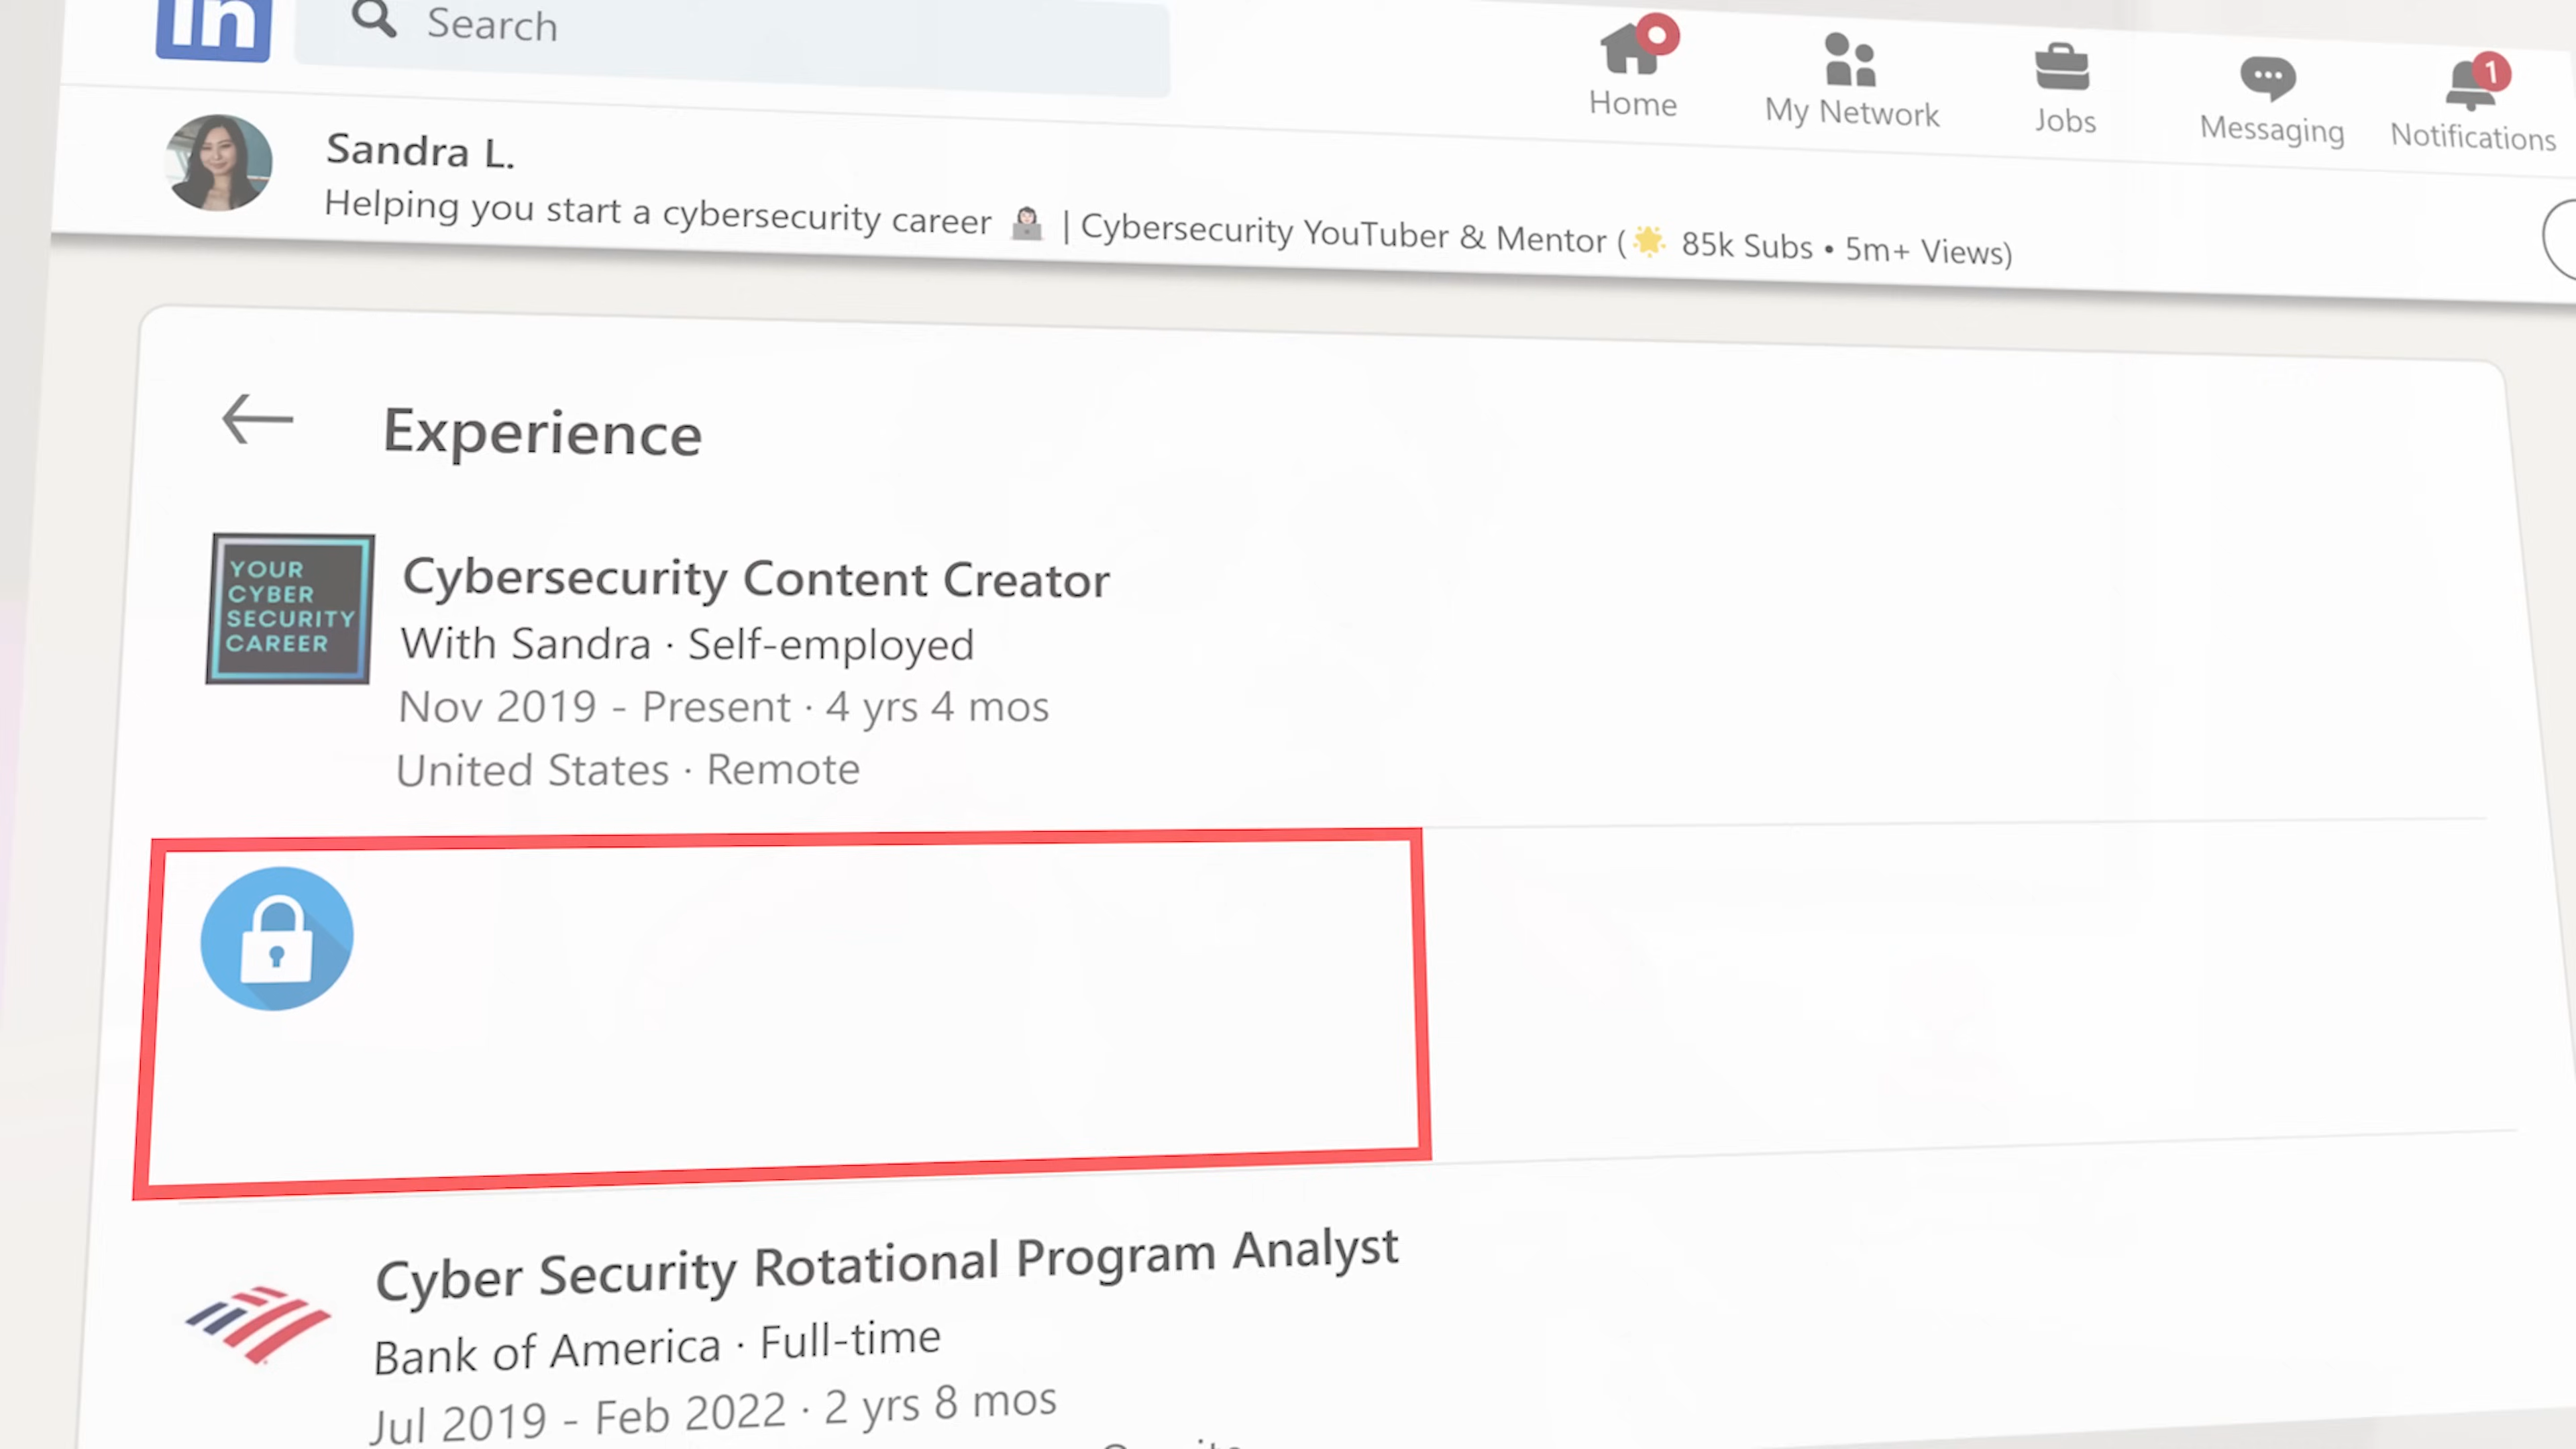 in
Search
Home
My Network
Jobs
Messaging
1
Notifications
Sandra L.
Helping you start a cybersecurity career 👩🏻‍💻 | Cybersecurity YouTuber & Mentor (🌟 85k Subs • 5m+ Views)
Experience
YOUR
CYBER
SECURITY
CAREER
Cybersecurity Content Creator
With Sandra · Self-employed
Nov 2019 - Present · 4 yrs 4 mos
United States · Remote
Cyber Security Rotational Program Analyst
Bank of America · Full-time
Jul 2019 - Feb 2022 · 2 yrs 8 mos